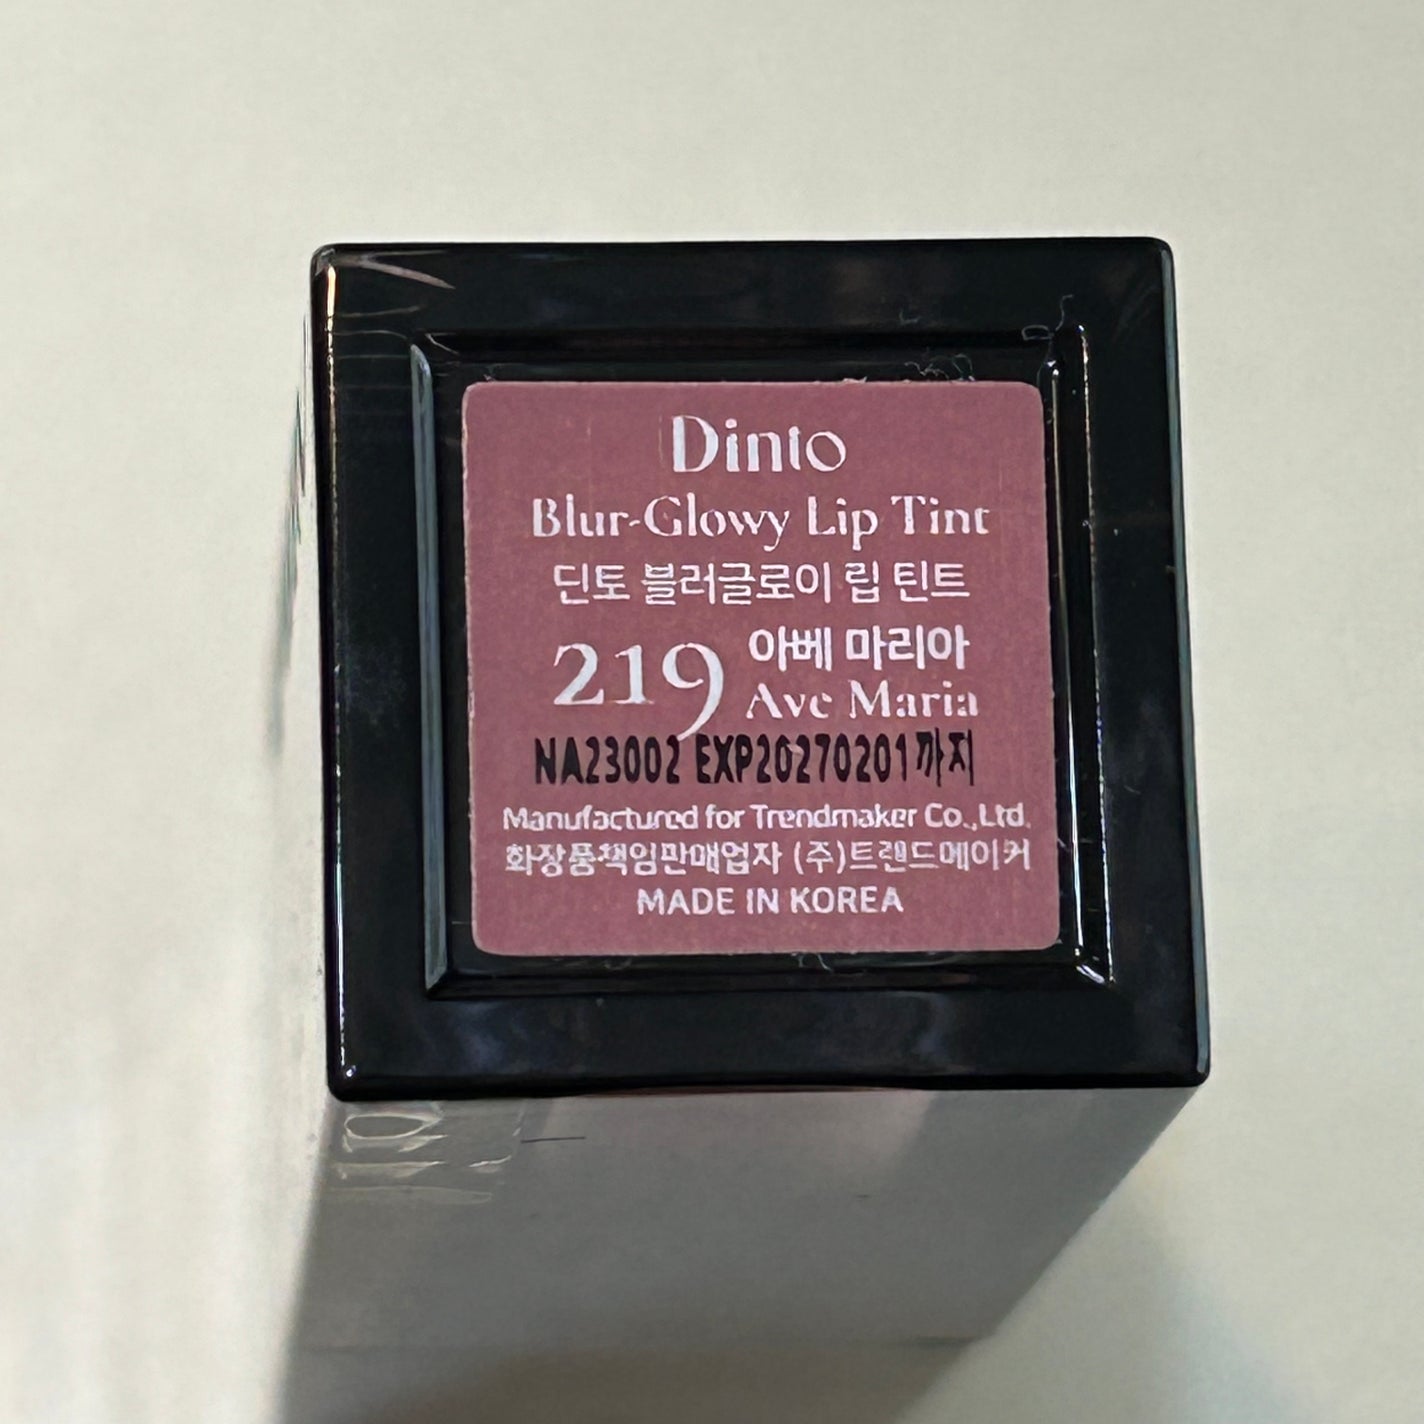 Dinto
Blur-Glowy Lip Tint
딘토 블러글로이 립 틴트
219 아베 마리아
Ave Maria
NA23002 EXP20270201까지
Manufactured for Trendmaker Co.,Ltd.
화장품책임판매업자 (주)트렌드메이커
MADE IN KOREA